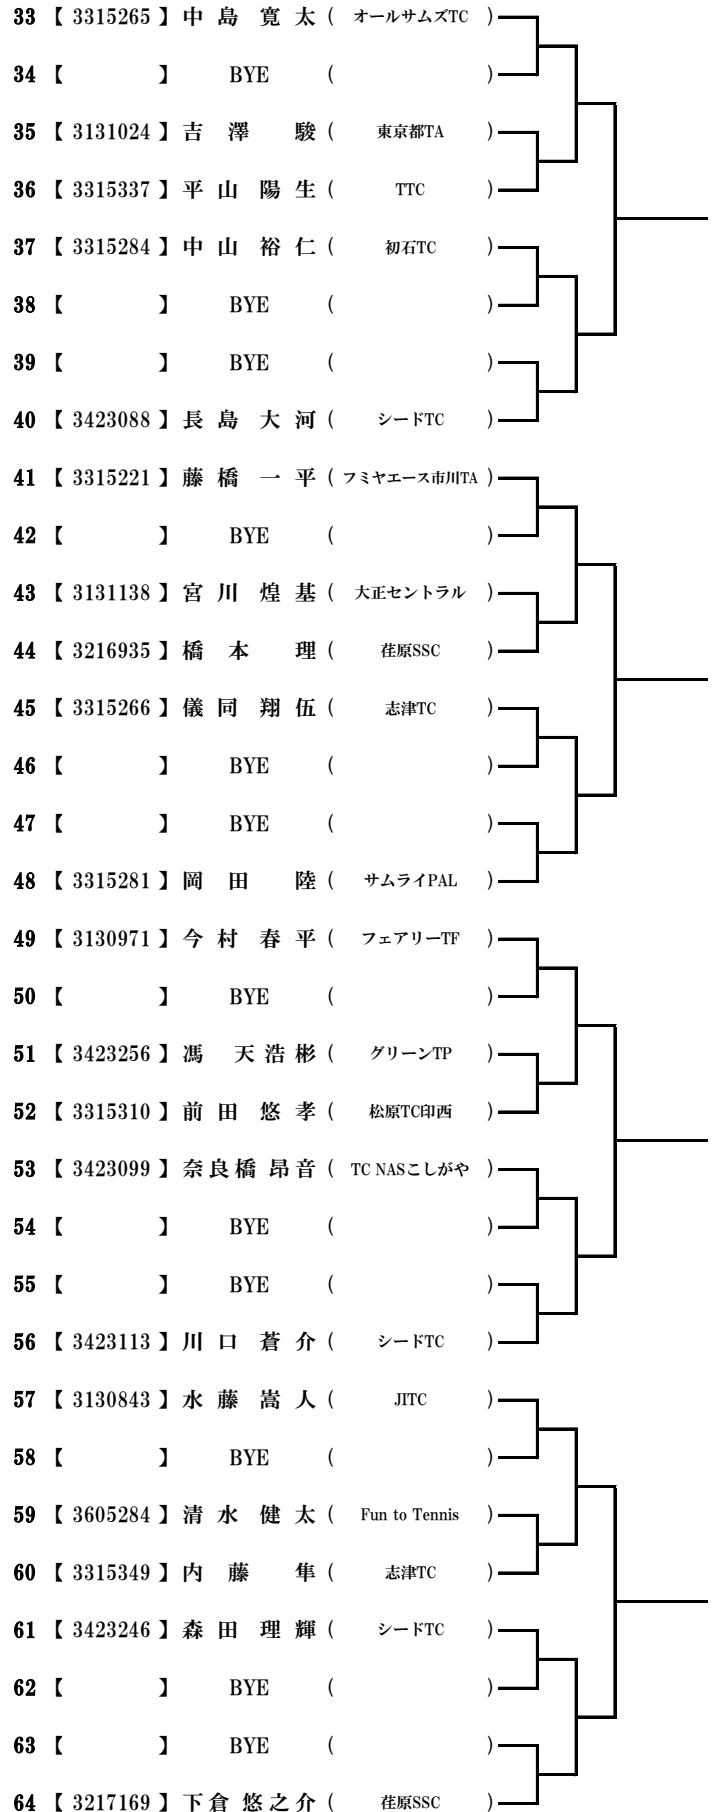 33 【 3315265 】 中 島 寛 太 ( オールサムズTC )
34 【 】 BYE ( )
35 【 3131024 】 吉 澤 駿 ( 東京都TA )
36 【 3315337 】 平 山 陽 生 ( TTC )
37 【 3315284 】 中 山 裕 仁 ( 初石TC )
38 【 】 BYE ( )
39 【 】 BYE ( )
40 【 3423088 】 長 島 大 河 ( シードTC )
41 【 3315221 】 藤 橋 一 平 ( フミヤエース市川TA )
42 【 】 BYE ( )
43 【 3131138 】 宮 川 煌 基 ( 大正セントラル )
44 【 3216935 】 橋 本 理 ( 荏原SSC )
45 【 3315266 】 儀 同 翔 伍 ( 志津TC )
46 【 】 BYE ( )
47 【 】 BYE ( )
48 【 3315281 】 岡 田 陸 ( サムライPAL )
49 【 3130971 】 今 村 春 平 ( フェアリーTF )
50 【 】 BYE ( )
51 【 3423256 】 馮 天 浩 彬 ( グリーンTP )
52 【 3315310 】 前 田 悠 孝 ( 松原TC印西 )
53 【 3423099 】 奈良橋 昂音 ( TC NASこしがや )
54 【 】 BYE ( )
55 【 】 BYE ( )
56 【 3423113 】 川 口 蒼 介 ( シードTC )
57 【 3130843 】 水 藤 嵩 人 ( JITC )
58 【 】 BYE ( )
59 【 3605284 】 清 水 健 太 ( Fun to Tennis )
60 【 3315349 】 内 藤 隼 ( 志津TC )
61 【 3423246 】 森 田 理 輝 ( シードTC )
62 【 】 BYE ( )
63 【 】 BYE ( )
64 【 3217169 】 下倉 悠之介 ( 荏原SSC )